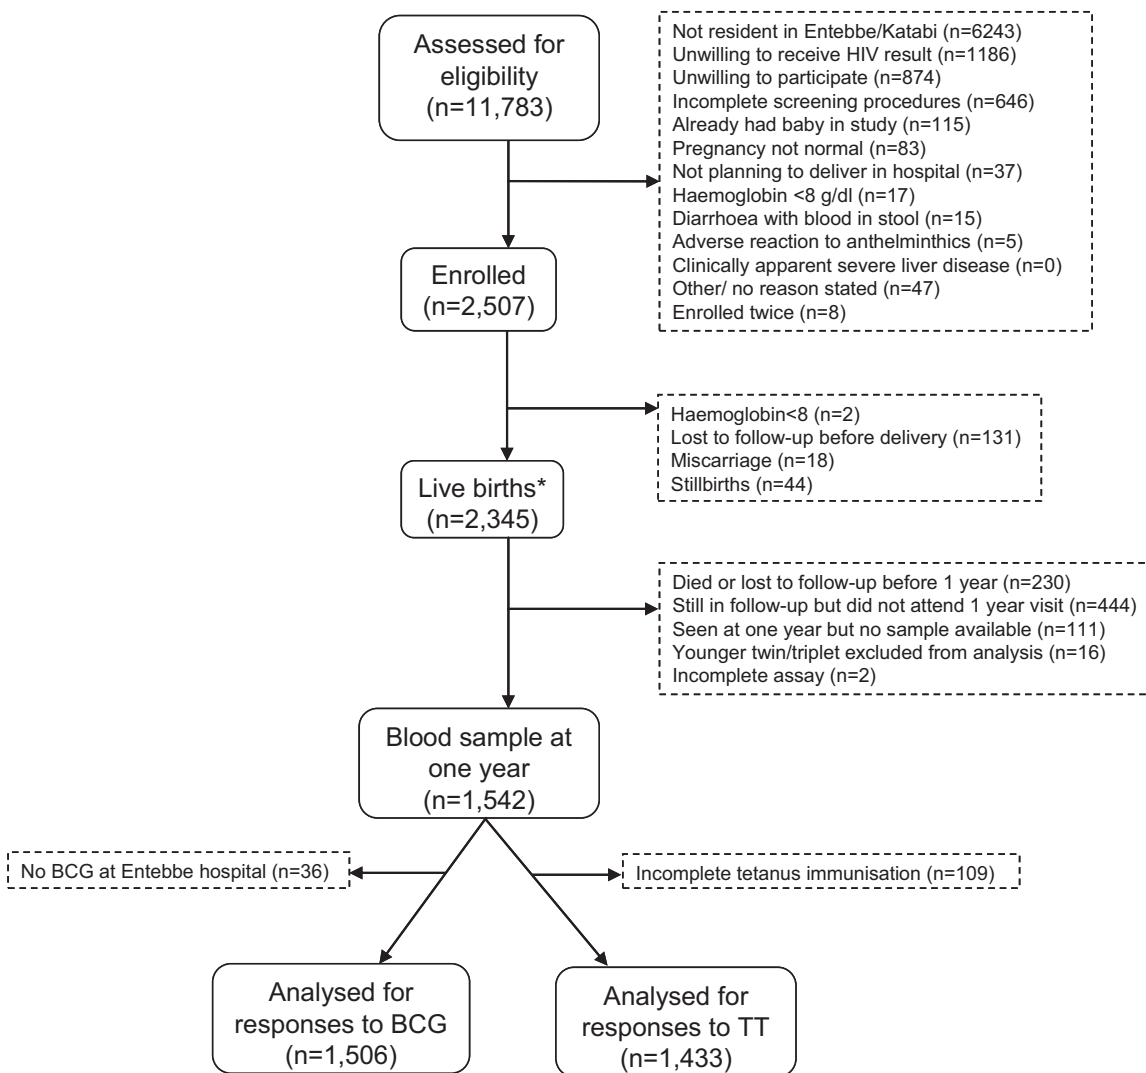 Assessed for
eligibility
(n=11,783)
Not resident in Entebbe/Katabi (n=6243)
Unwilling to receive HIV result (n=1186)
Unwilling to participate (n=874)
Incomplete screening procedures (n=646)
Already had baby in study (n=115)
Pregnancy not normal (n=83)
Not planning to deliver in hospital (n=37)
Haemoglobin <8 g/dl (n=17)
Diarrhoea with blood in stool (n=15)
Adverse reaction to anthelminthics (n=5)
Clinically apparent severe liver disease (n=0)
Other/ no reason stated (n=47)
Enrolled twice (n=8)
Enrolled
(n=2,507)
Haemoglobin<8 (n=2)
Lost to follow-up before delivery (n=131)
Miscarriage (n=18)
Stillbirths (n=44)
Live births*
(n=2,345)
Died or lost to follow-up before 1 year (n=230)
Still in follow-up but did not attend 1 year visit (n=444)
Seen at one year but no sample available (n=111)
Younger twin/triplet excluded from analysis (n=16)
Incomplete assay (n=2)
Blood sample at
one year
(n=1,542)
No BCG at Entebbe hospital (n=36)
Incomplete tetanus immunisation (n=109)
Analysed for
responses to BCG
(n=1,506)
Analysed for
responses to TT
(n=1,433)